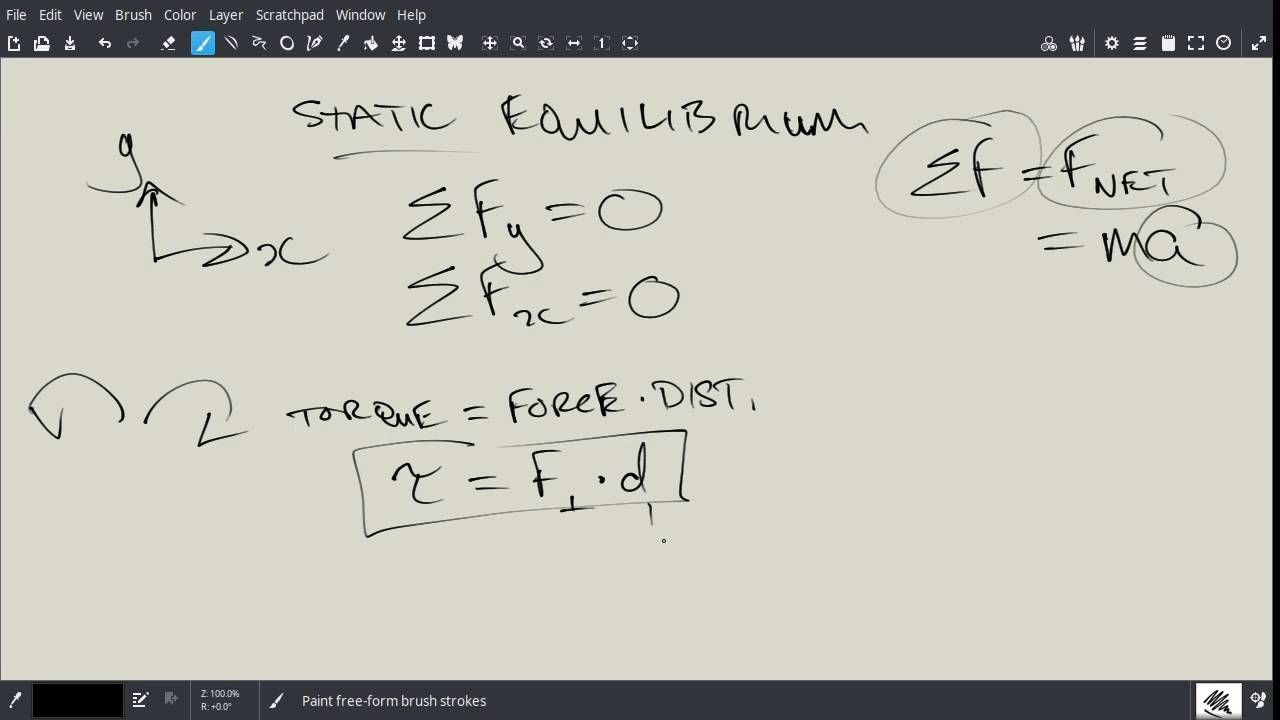 File Edit View Brush Color Layer Scratchpad Window Help
1
STATIC EQUILIBRIUM
y
x
ΣFy = 0
ΣFx = 0
ΣF = FNET
= ma
TORQUE = FORCE · DIST.
τ = F⊥ · d
Z: 100.0%
R: +0.0°
Paint free-form brush strokes